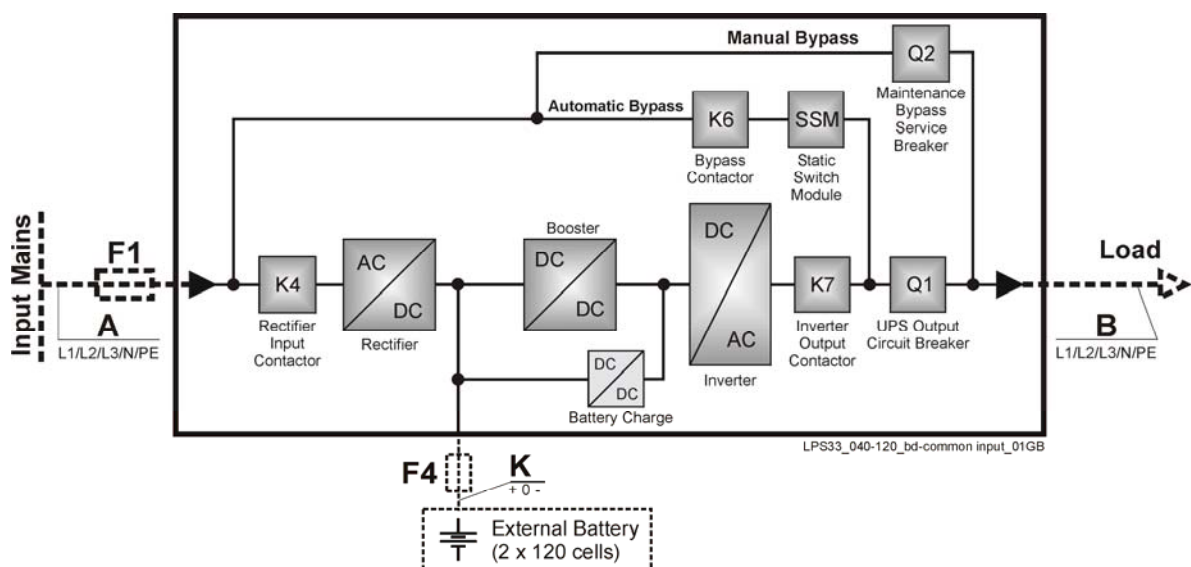 Manual Bypass
Q2
Maintenance
Bypass
Service
Breaker
Automatic Bypass
K6
SSM
Bypass
Contactor
Static
Switch
Module
Input Mains
F1
A
L1/L2/L3/N/PE
K4
Rectifier
Input
Contactor
AC
DC
Rectifier
Booster
DC
DC
DC
DC
Battery Charge
DC
AC
Inverter
K7
Inverter
Output
Contactor
Q1
UPS Output
Circuit Breaker
Load
B
L1/L2/L3/N/PE
LPS33_040-120_bd-common input_01GB
F4
K
+ 0 -
External Battery
(2 x 120 cells)